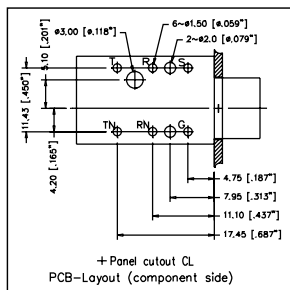 6~ø1.50 [ø.059"]
ø3.00 [ø.118"]
2~ø2.0 [ø.079"]
T R S
5.10 [.201"]
11.43 [.450"]
4.20 [.165"]
TN RN G
4.75 [.187"]
7.95 [.313"]
11.10 [.437"]
17.45 [.687"]
+ Panel cutout CL
PCB-Layout (component side)